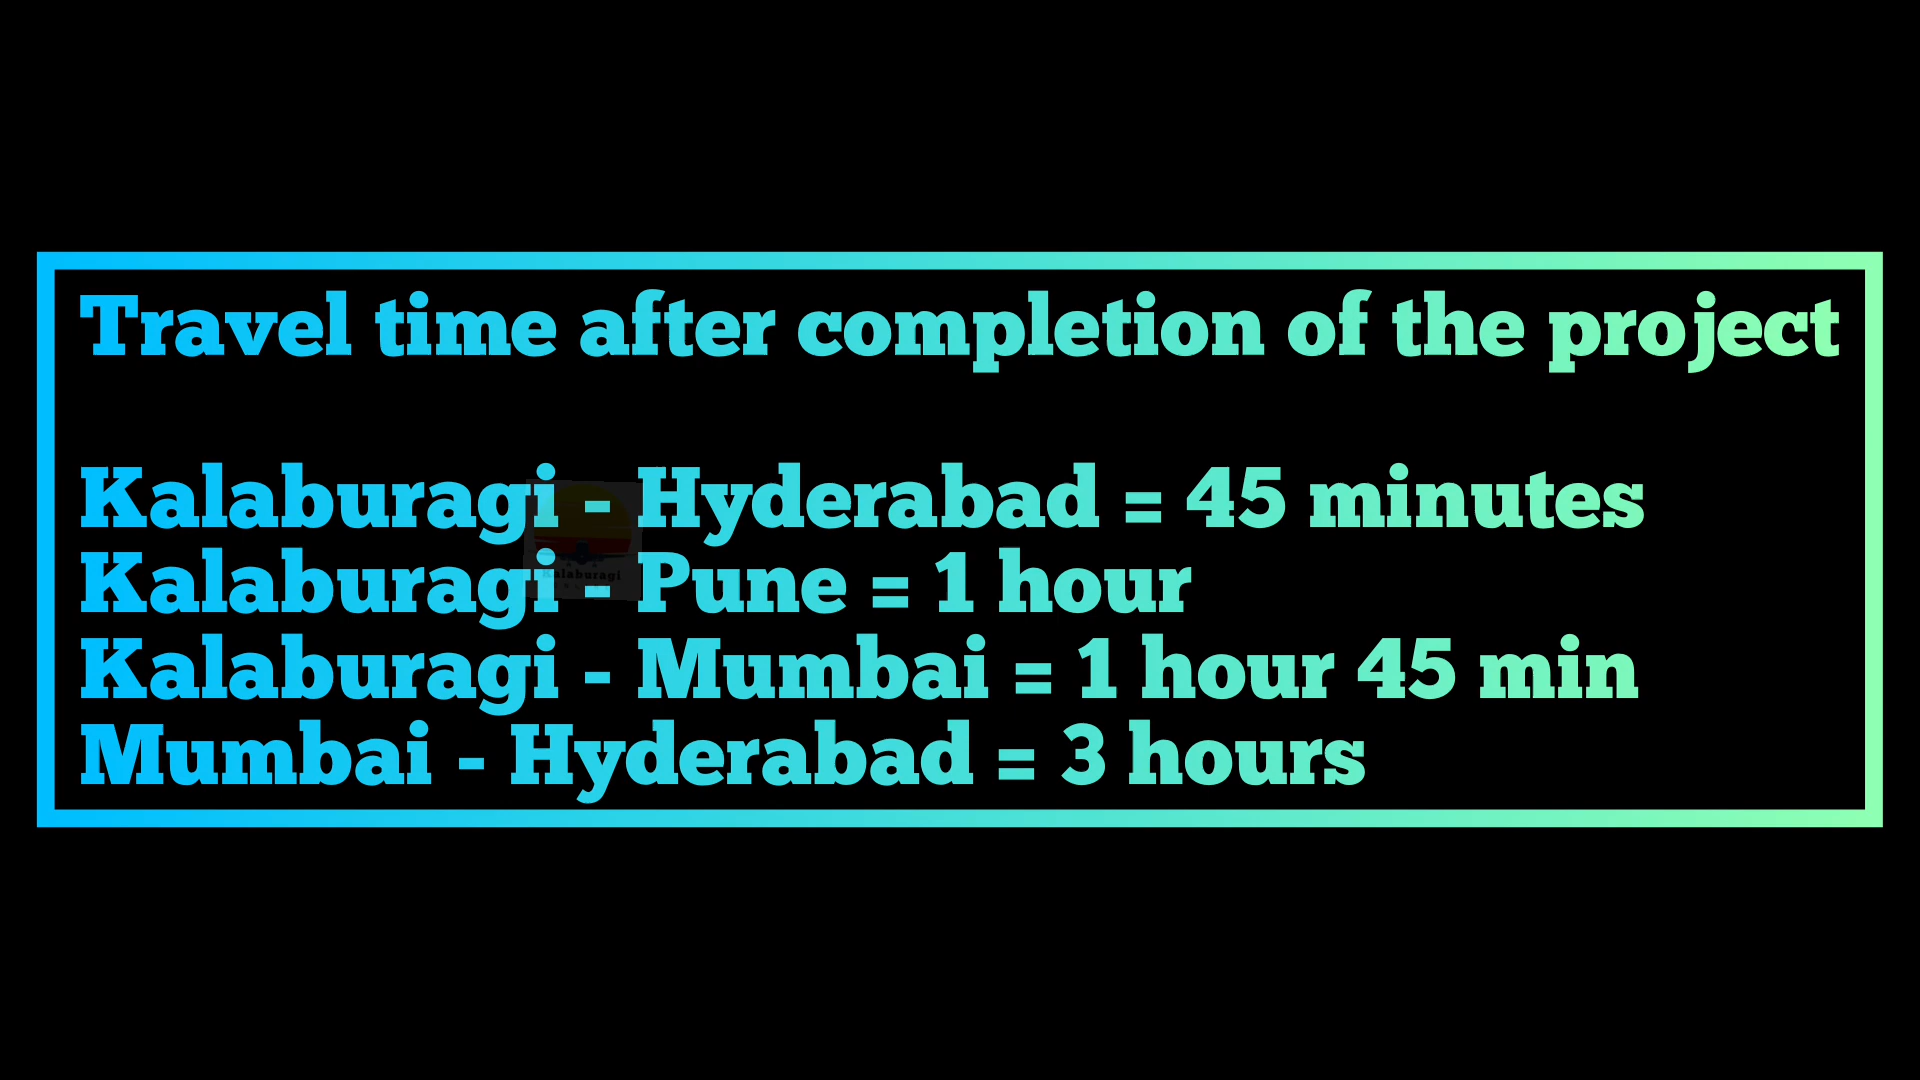 Travel time after completion of the project
Kalaburagi - Hyderabad = 45 minutes
Kalaburagi - Pune = 1 hour
Kalaburagi - Mumbai = 1 hour 45 min
Mumbai - Hyderabad = 3 hours
Kalaburagi